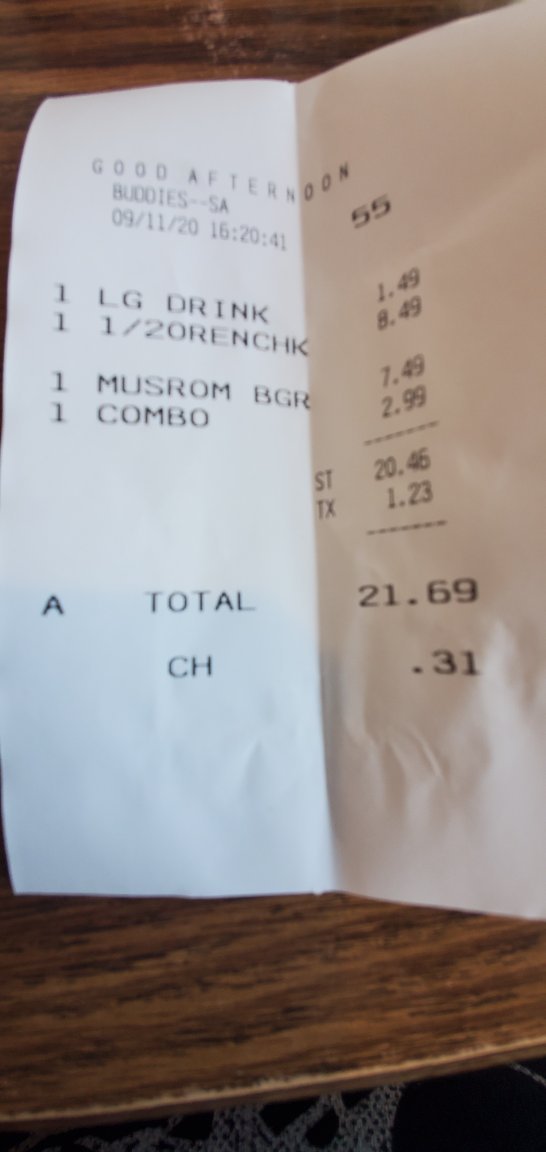 GOOD AFTERNOON
BUDDIES--SA 55
09/11/20 16:20:41
1 LG DRINK 1.49
1 1/2ORENCHK 8.49
1 MUSROM BGR 7.49
1 COMBO 2.99
--------
ST 20.46
TX 1.23
--------
A TOTAL 21.69
CH .31